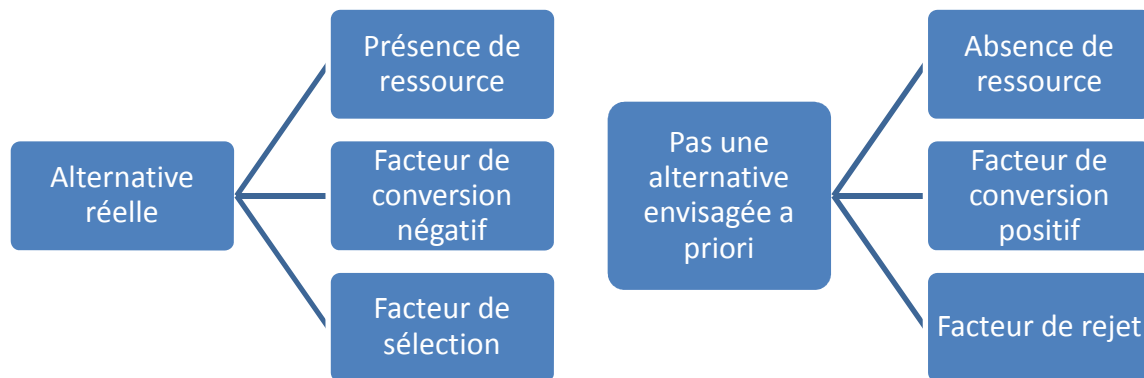 Alternative
réelle
Présence de
ressource
Facteur de
conversion
négatif
Facteur de
sélection
Pas une
alternative
envisagée a
priori
Absence de
ressource
Facteur de
conversion
positif
Facteur de rejet